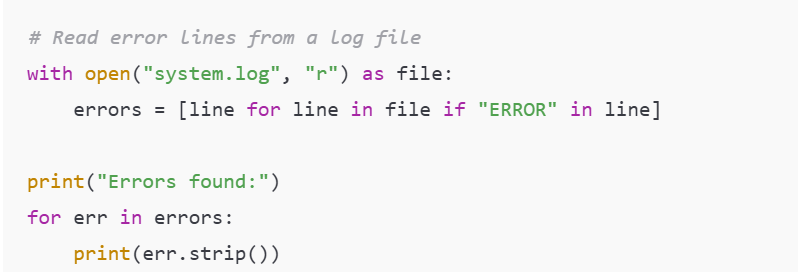 # Read error lines from a log file
with open("system.log", "r") as file:
    errors = [line for line in file if "ERROR" in line]

print("Errors found:")
for err in errors:
    print(err.strip())